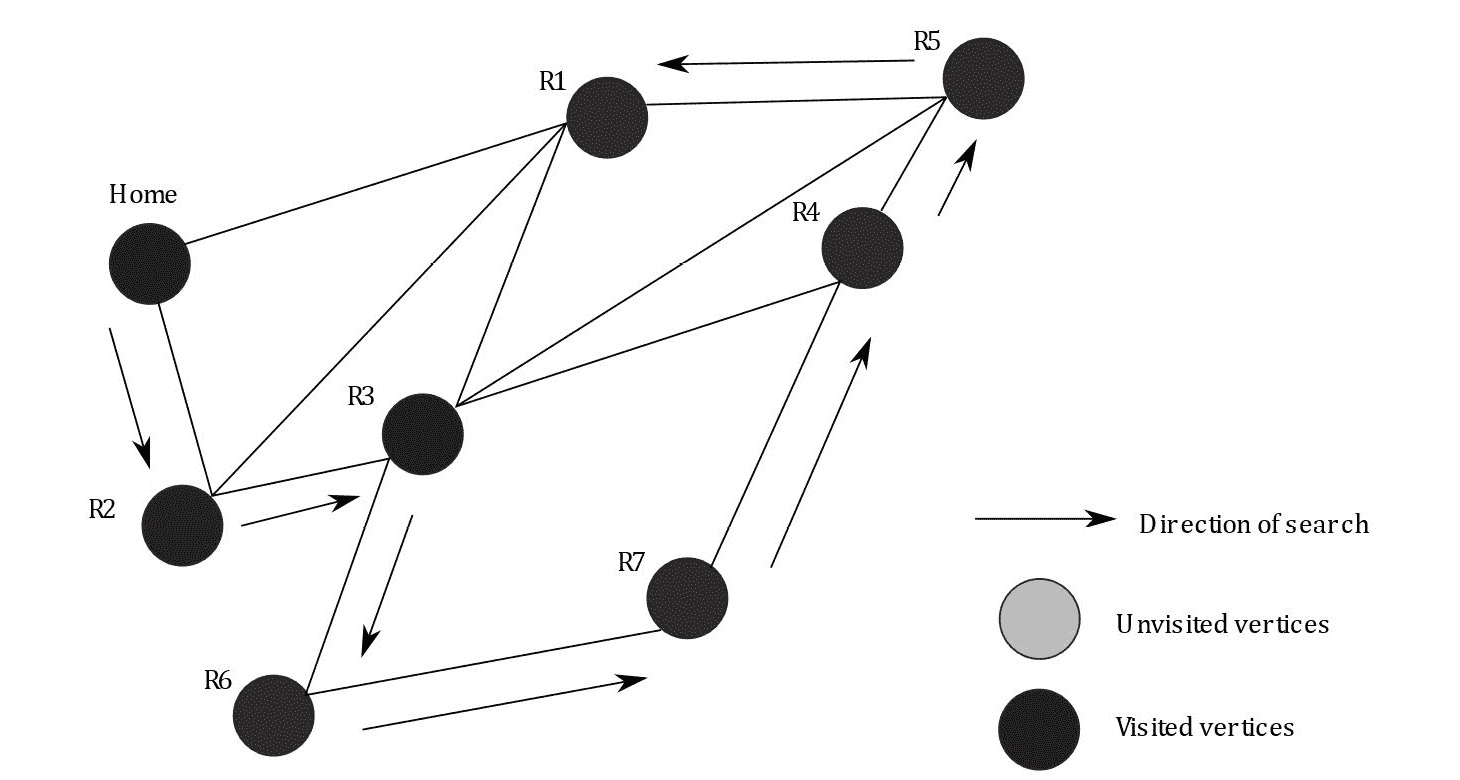 R5
R1
Home
R4
R3
R2
Direction of search
R7
Unvisited vertices
R6
Visited vertices